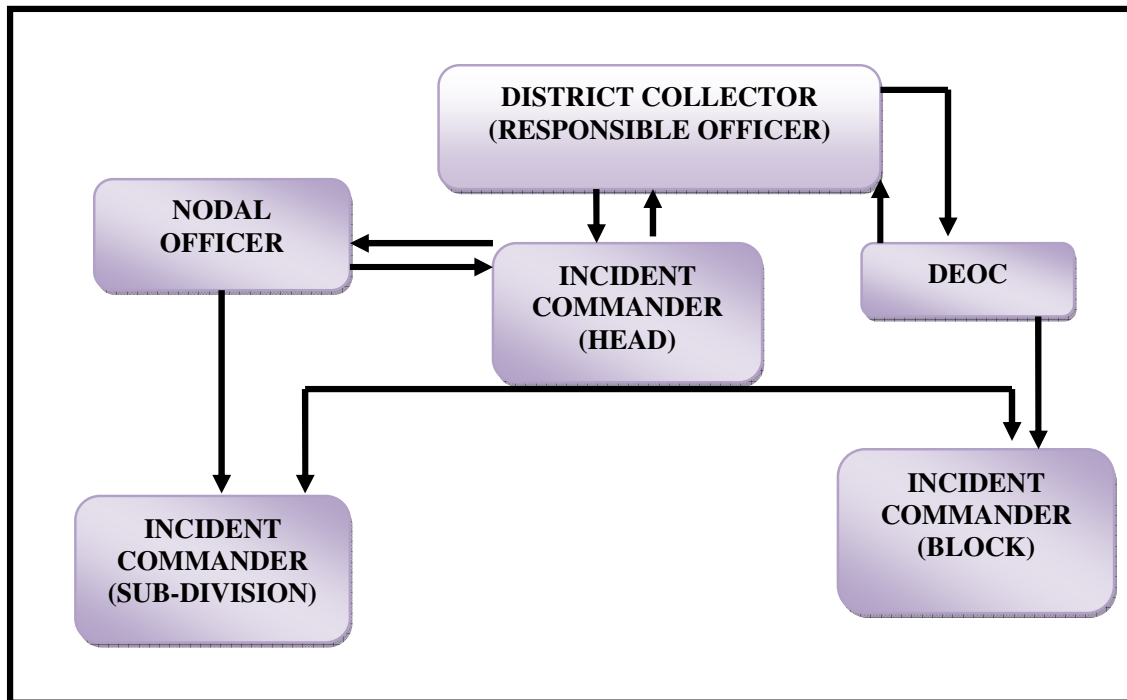 DISTRICT COLLECTOR
(RESPONSIBLE OFFICER)
NODAL
OFFICER
INCIDENT
COMMANDER
(HEAD)
DEOC
INCIDENT
COMMANDER
(SUB-DIVISION)
INCIDENT
COMMANDER
(BLOCK)